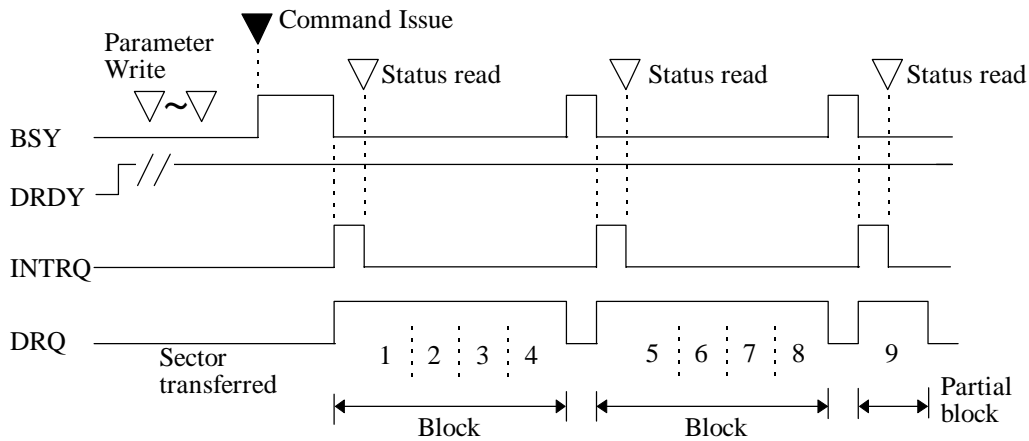 Command Issue
Parameter
Write
Status read
Status read
Status read
~
BSY
DRDY
INTRQ
DRQ
1 2 3 4 5 6 7 8 9
Sector
transferred
Block
Block
Partial
block